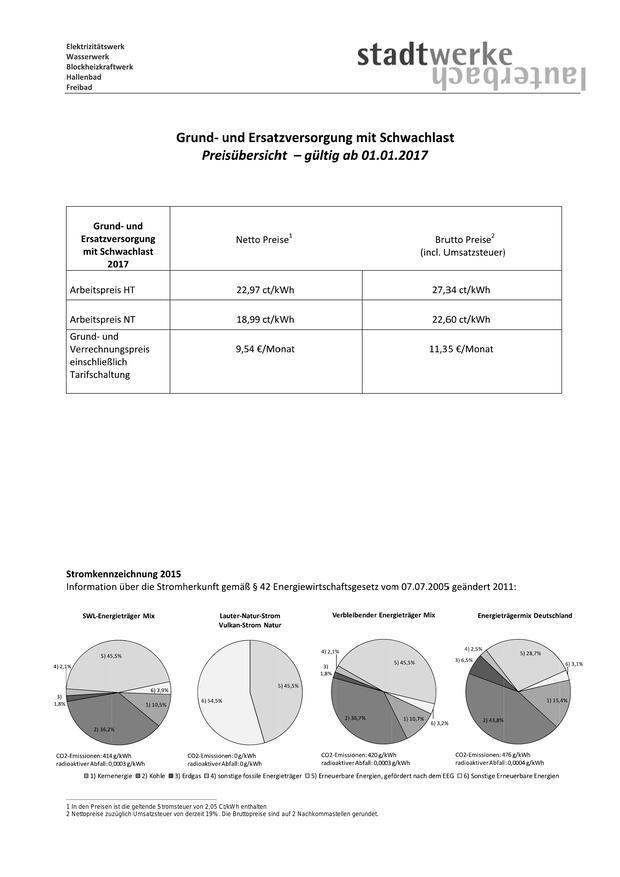 Elektrizitätswerk
Wasserwerk
Blockheizkraftwerk
Hallenbad
Freibad
stadtwerke
lauterbach
Grund- und Ersatzversorgung mit Schwachlast
Preisübersicht – gültig ab 01.01.2017
Grund- und
Ersatzversorgung
mit Schwachlast
2017
Netto Preise1
Brutto Preise2
(incl. Umsatzsteuer)
Arbeitspreis HT
22,97 ct/kWh
27,34 ct/kWh
Arbeitspreis NT
18,99 ct/kWh
22,60 ct/kWh
Grund- und
Verrechnungspreis
einschließlich
Tarifschaltung
9,54 €/Monat
11,35 €/Monat
Stromkennzeichnung 2015
Information über die Stromherkunft gemäß § 42 Energiewirtschaftsgesetz vom 07.07.2005 geändert 2011:
SWL-Energieträger Mix
5) 45,5%
4) 2,1%
3)
1,8%
6) 3,9%
1) 10,5%
2) 36,2%
CO2-Emissionen: 414 g/kWh
radioaktiver Abfall: 0,0003 g/kWh
Lauter-Natur-Strom
Vulkan-Strom Natur
5) 45,5%
6) 54,5%
CO2-Emissionen: 0 g/kWh
radioaktiver Abfall: 0 g/kWh
Verbleibender Energieträger Mix
4) 2,1%
3)
1,8%
5) 45,5%
2) 36,7%
1) 10,7%
6) 3,2%
CO2-Emissionen: 420 g/kWh
radioaktiver Abfall: 0,0003 g/kWh
Energieträgermix Deutschland
4) 2,5%
3) 6,5%
5) 28,7%
6) 3,1%
1) 15,4%
2) 43,8%
CO2-Emissionen: 476 g/kWh
radioaktiver Abfall: 0,0004 g/kWh
1) Kernenergie 2) Kohle 3) Erdgas 4) sonstige fossile Energieträger 5) Erneuerbare Energien, gefördert nach dem EEG 6) Sonstige Erneuerbare Energien
1 In den Preisen ist die geltende Stromsteuer von 2,05 Ct/kWh enthalten
2 Nettopreise zuzüglich Umsatzsteuer von derzeit 19%. Die Bruttopreise sind auf 2 Nachkommastellen gerundet.